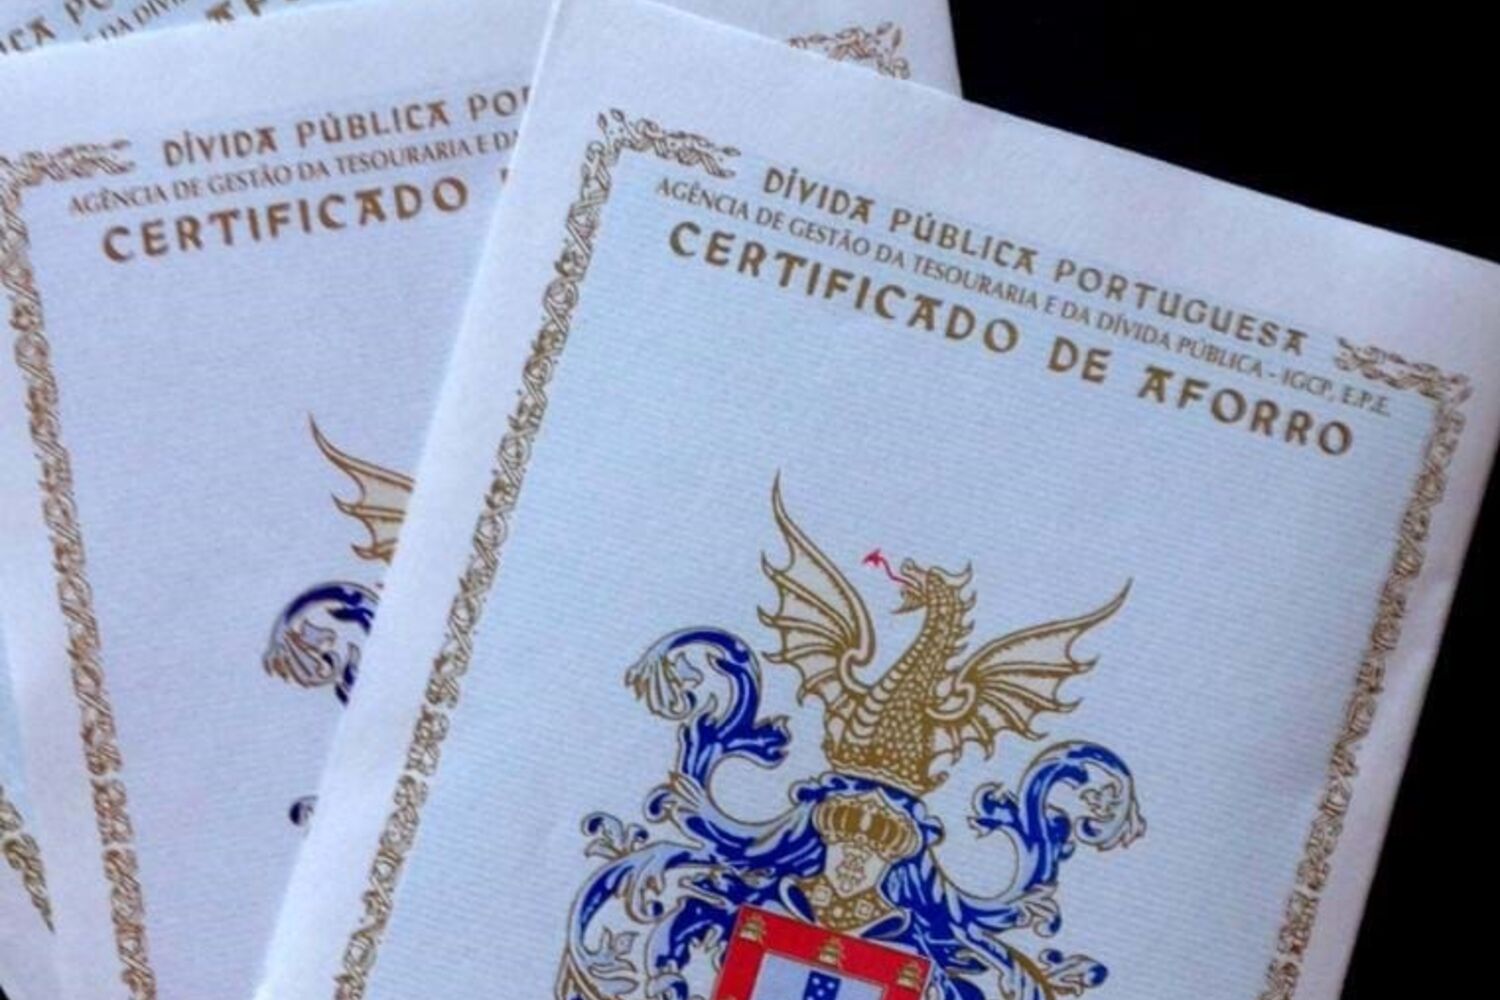 DÍVIDA PÚBLICA PORTUGUESA
AGÊNCIA DE GESTÃO DA TESOURARIA E DA DÍVIDA PÚBLICA - IGCP, E.P.E.
CERTIFICADO DE AFORRO
DÍVIDA PÚBLICA POR
AGÊNCIA DE GESTÃO DA TESOURARIA E DA
CERTIFICADO